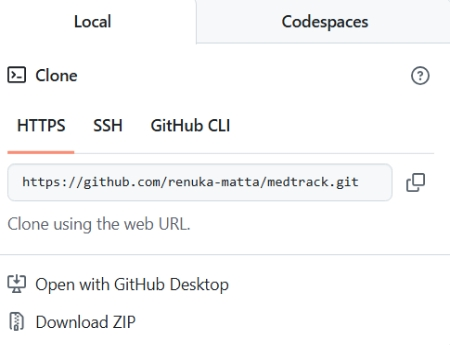 Local Codespaces
Clone
HTTPS SSH GitHub CLI
https://github.com/renuka-matta/medtrack.git
Clone using the web URL.
Open with GitHub Desktop
Download ZIP